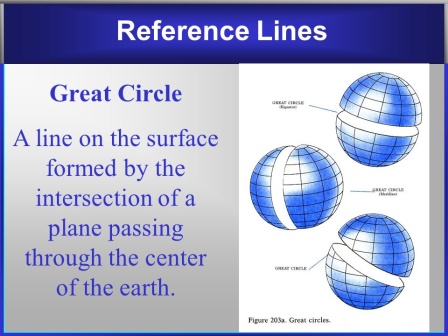 Reference Lines
Great Circle
A line on the surface
formed by the
intersection of a
plane passing
through the center
of the earth.
GREAT CIRCLE
(Equator)
GREAT CIRCLE
(Meridian)
GREAT CIRCLE
Figure 203a. Great circles.